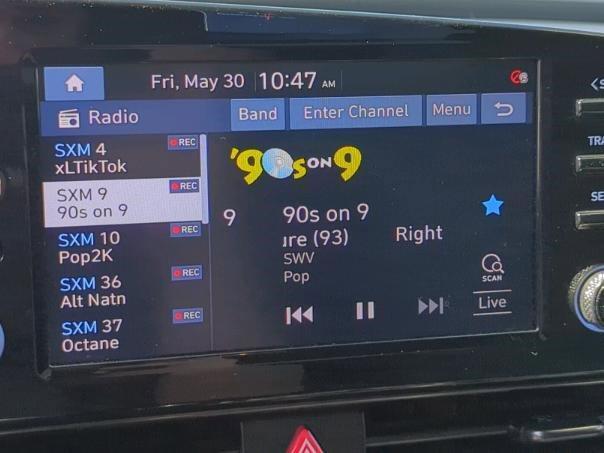 Fri, May 30 10:47 AM
Radio
Band
Enter Channel
Menu
SXM 4 REC
xLTikTok
SXM 9 REC
90s on 9
SXM 10 REC
Pop2K
SXM 36 REC
Alt Natn
SXM 37 REC
Octane
'90s ON 9
9
90s on 9
ure (93) Right
SWV
Pop
SCAN
Live
TRA
SE